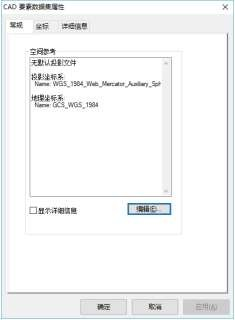 CAD 要素数据集属性
常规 坐标 详细信息
空间参考
无默认投影文件
投影坐标系:
Name: WGS_1984_Web_Mercator_Auxiliary_Sph
地理坐标系:
Name: GCS_WGS_1984
显示详细信息
编辑(E)...
确定 取消 应用(A)